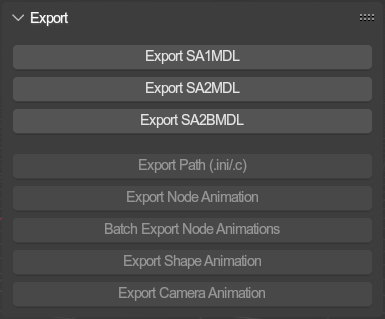 Export
Export SA1MDL
Export SA2MDL
Export SA2BMDL
Export Path (.ini/.c)
Export Node Animation
Batch Export Node Animations
Export Shape Animation
Export Camera Animation